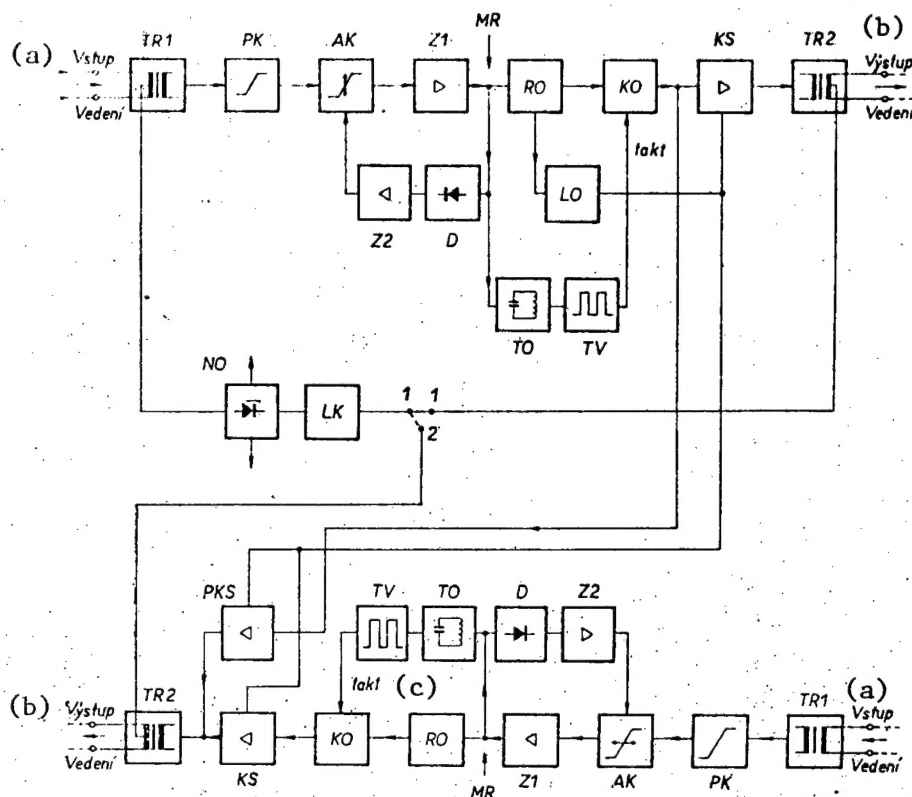 MR
(a) (b)
TR1 PK AK Z1 KS TR2
Vstup RO KO Výstup
Vedení Vedení
takt
LO
Z2 D
TO TV
NO
LK 1 1
2
PKS TV TO D Z2
takt (c)
(b) TR2 TR1 (a)
Výstup Vstup
KO RO
Vedení Vedení
KS Z1 AK PK
MR